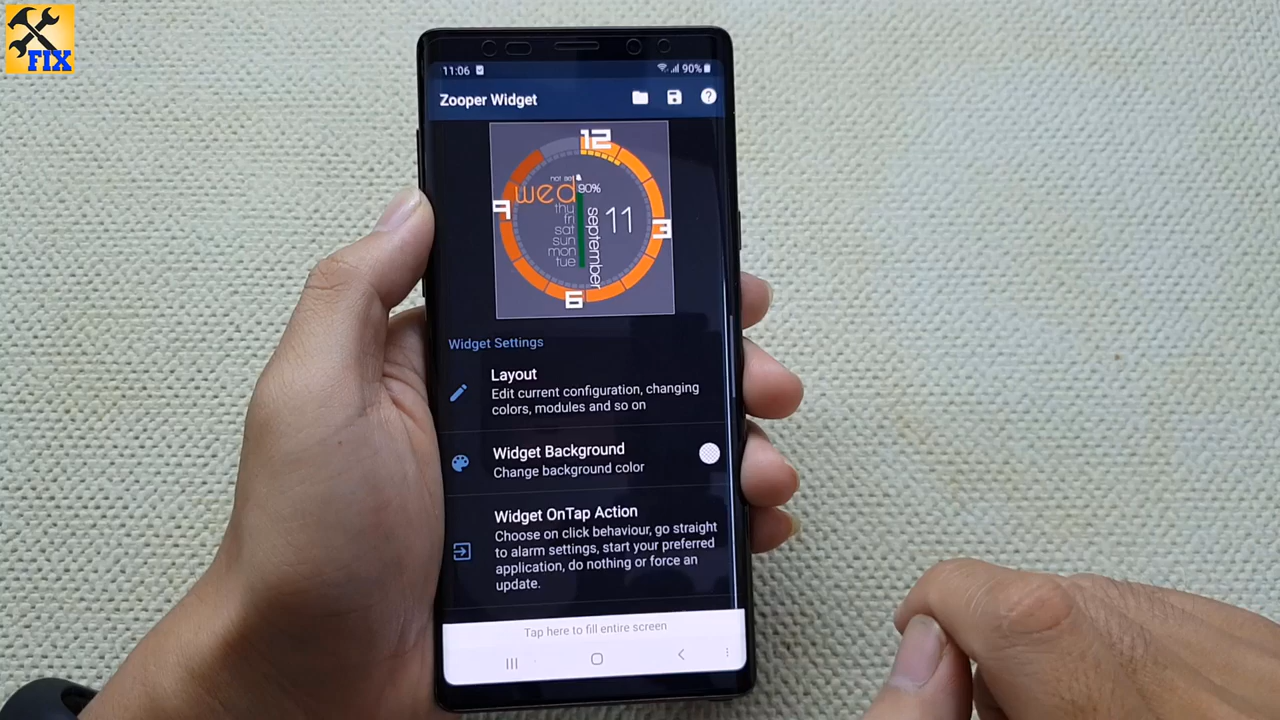 FIX
11:06
90%
Zooper Widget
?
12
not set
90%
wed
thu
fri
sat
sun
mon
tue
september
11
9
3
6
Widget Settings
Layout
Edit current configuration, changing
colors, modules and so on
Widget Background
Change background color
Widget OnTap Action
Choose on click behaviour, go straight
to alarm settings, start your preferred
application, do nothing or force an
update.
Tap here to fill entire screen